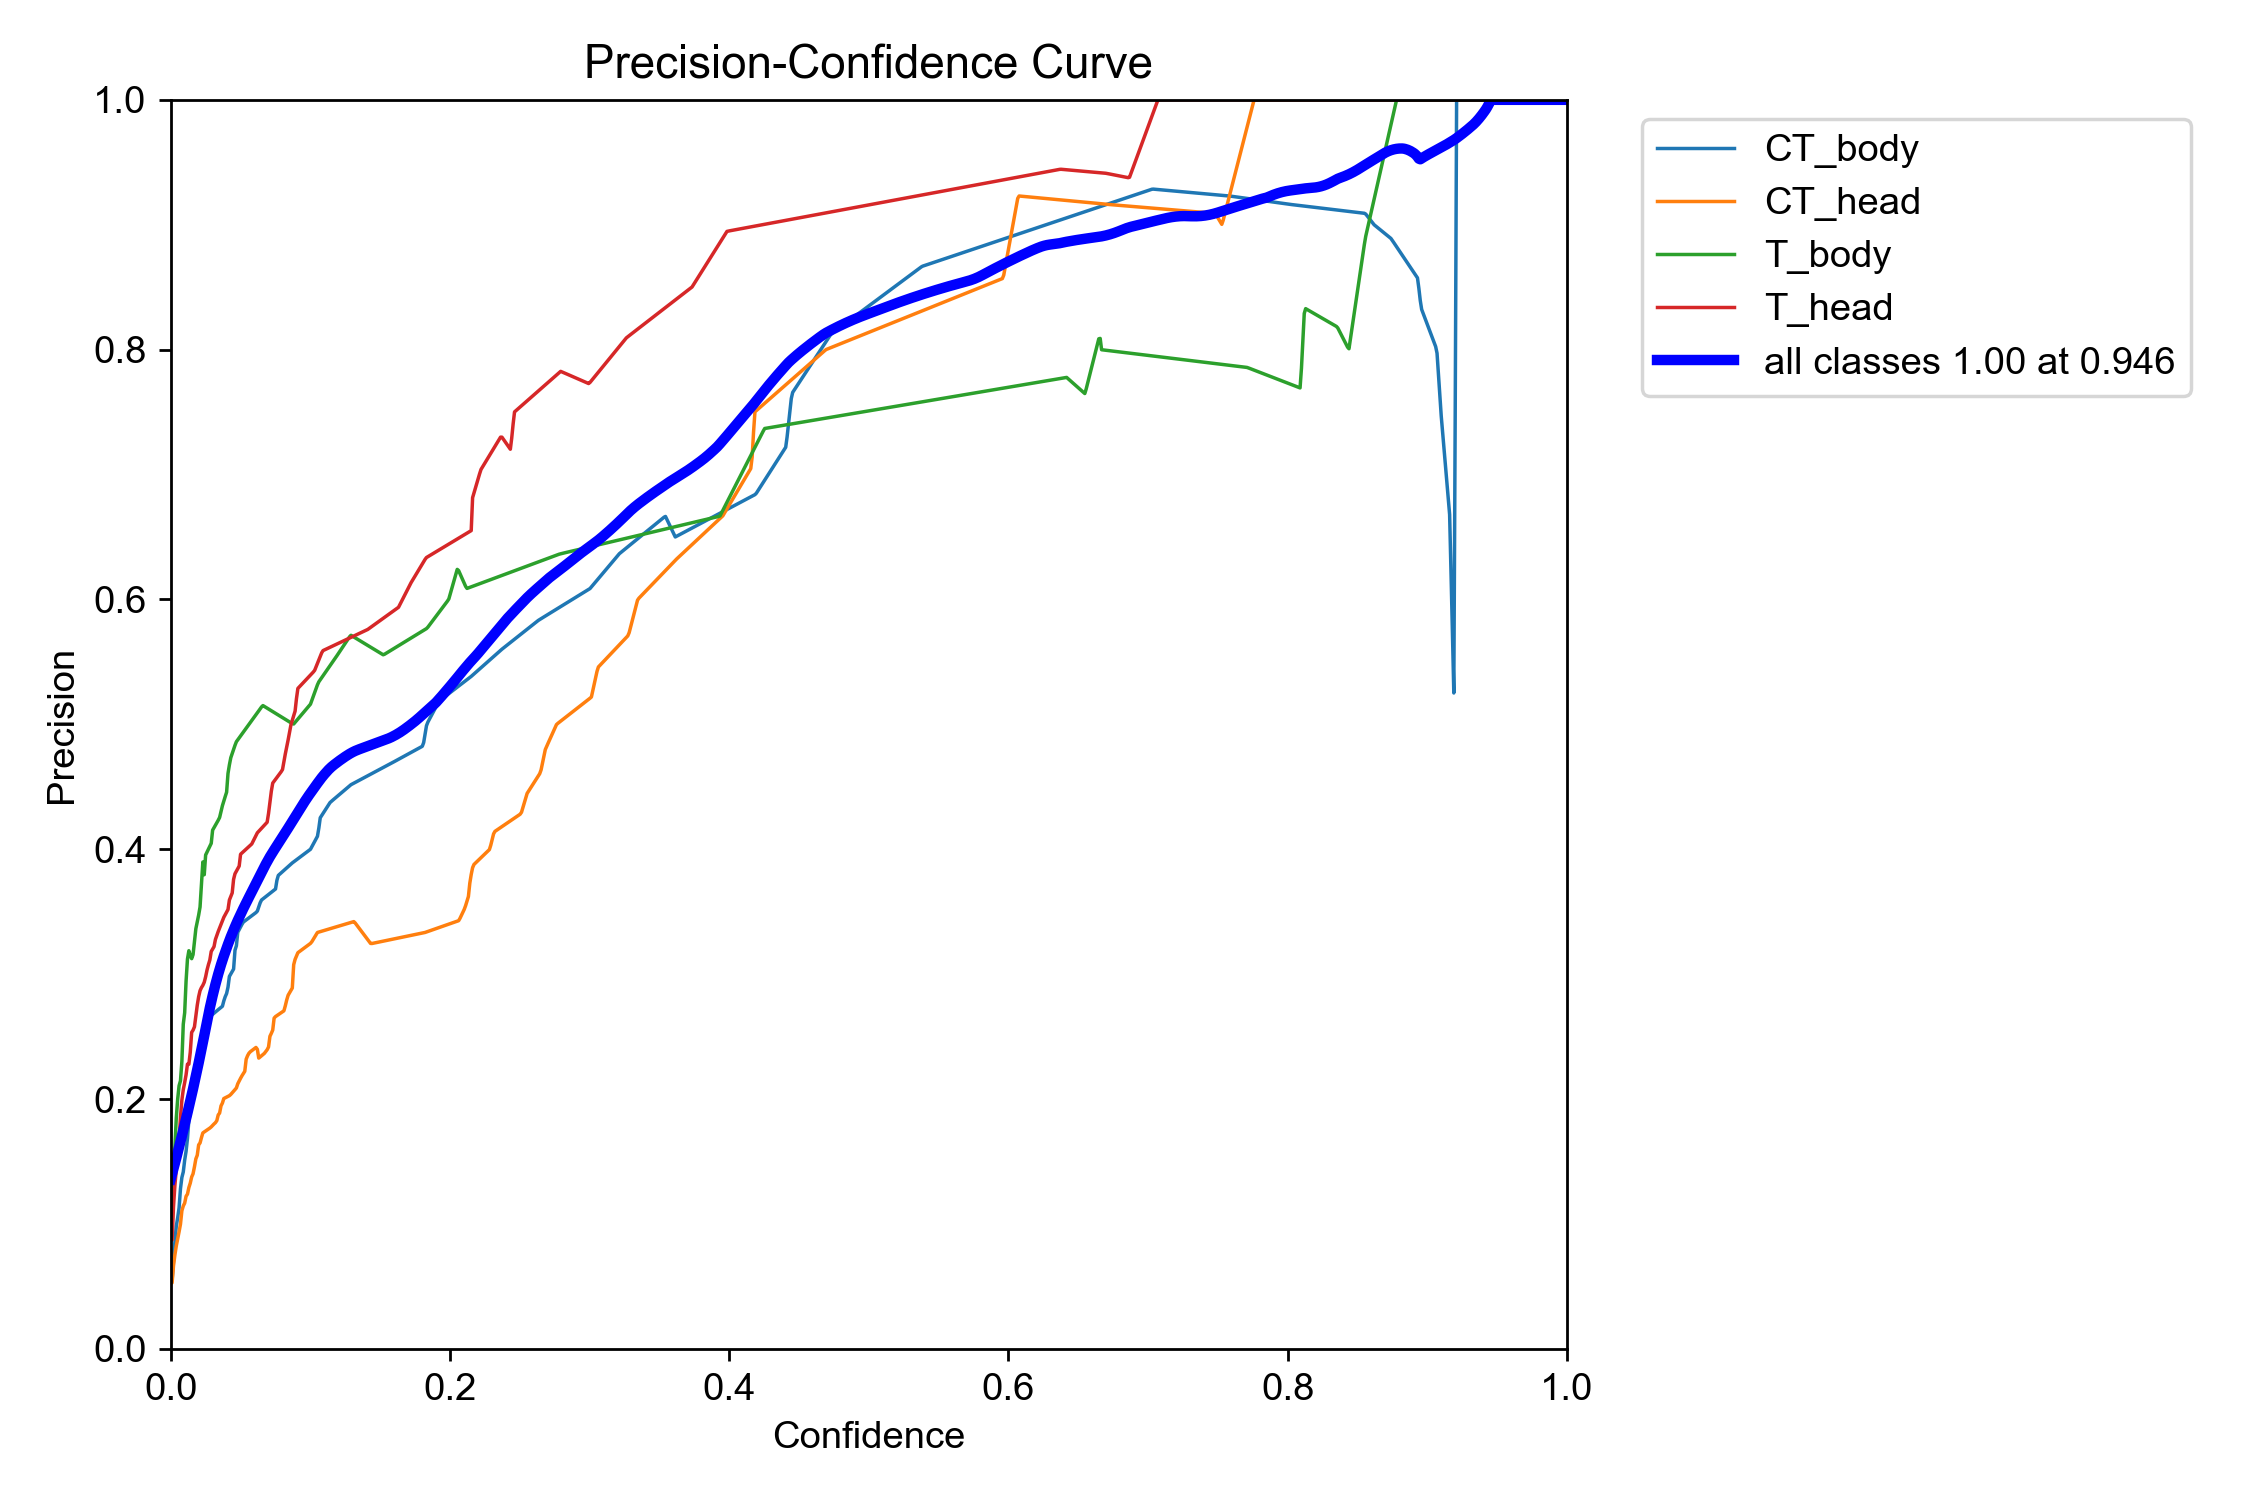 Precision-Confidence Curve
1.0
0.8
0.6
0.4
0.2
0.0
Precision
0.0 0.2 0.4 0.6 0.8 1.0
Confidence
CT_body
CT_head
T_body
T_head
all classes 1.00 at 0.946